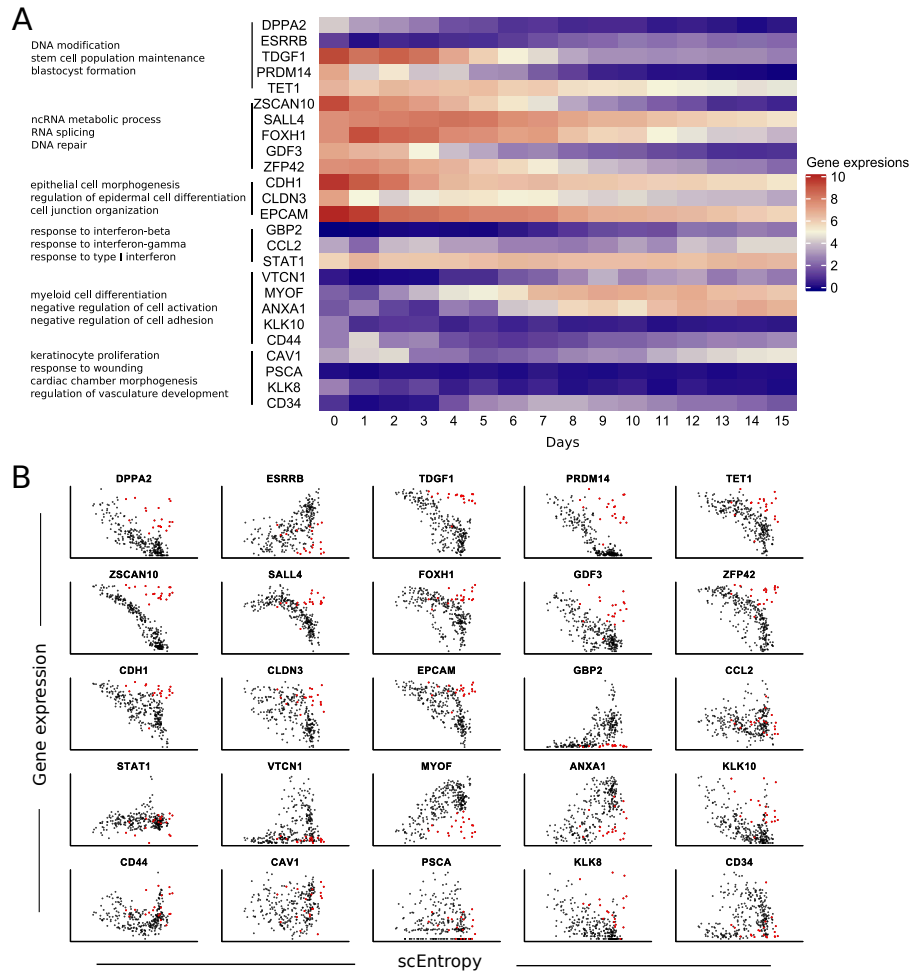 A
DNA modification
stem cell population maintenance
blastocyst formation
ncRNA metabolic process
RNA splicing
DNA repair
epithelial cell morphogenesis
regulation of epidermal cell differentiation
cell junction organization
response to interferon-beta
response to interferon-gamma
response to type I interferon
myeloid cell differentiation
negative regulation of cell activation
negative regulation of cell adhesion
keratinocyte proliferation
response to wounding
cardiac chamber morphogenesis
regulation of vasculature development
DPPA2
ESRRB
TDGF1
PRDM14
TET1
ZSCAN10
SALL4
FOXH1
GDF3
ZFP42
CDH1
CLDN3
EPCAM
GBP2
CCL2
STAT1
VTCN1
MYOF
ANXA1
KLK10
CD44
CAV1
PSCA
KLK8
CD34
0 1 2 3 4 5 6 7 8 9 10 11 12 13 14 15
Days
Gene expresions
10
8
6
4
2
0
B
DPPA2 ESRRB TDGF1 PRDM14 TET1
ZSCAN10 SALL4 FOXH1 GDF3 ZFP42
CDH1 CLDN3 EPCAM GBP2 CCL2
STAT1 VTCN1 MYOF ANXA1 KLK10
CD44 CAV1 PSCA KLK8 CD34
Gene expression
scEntropy